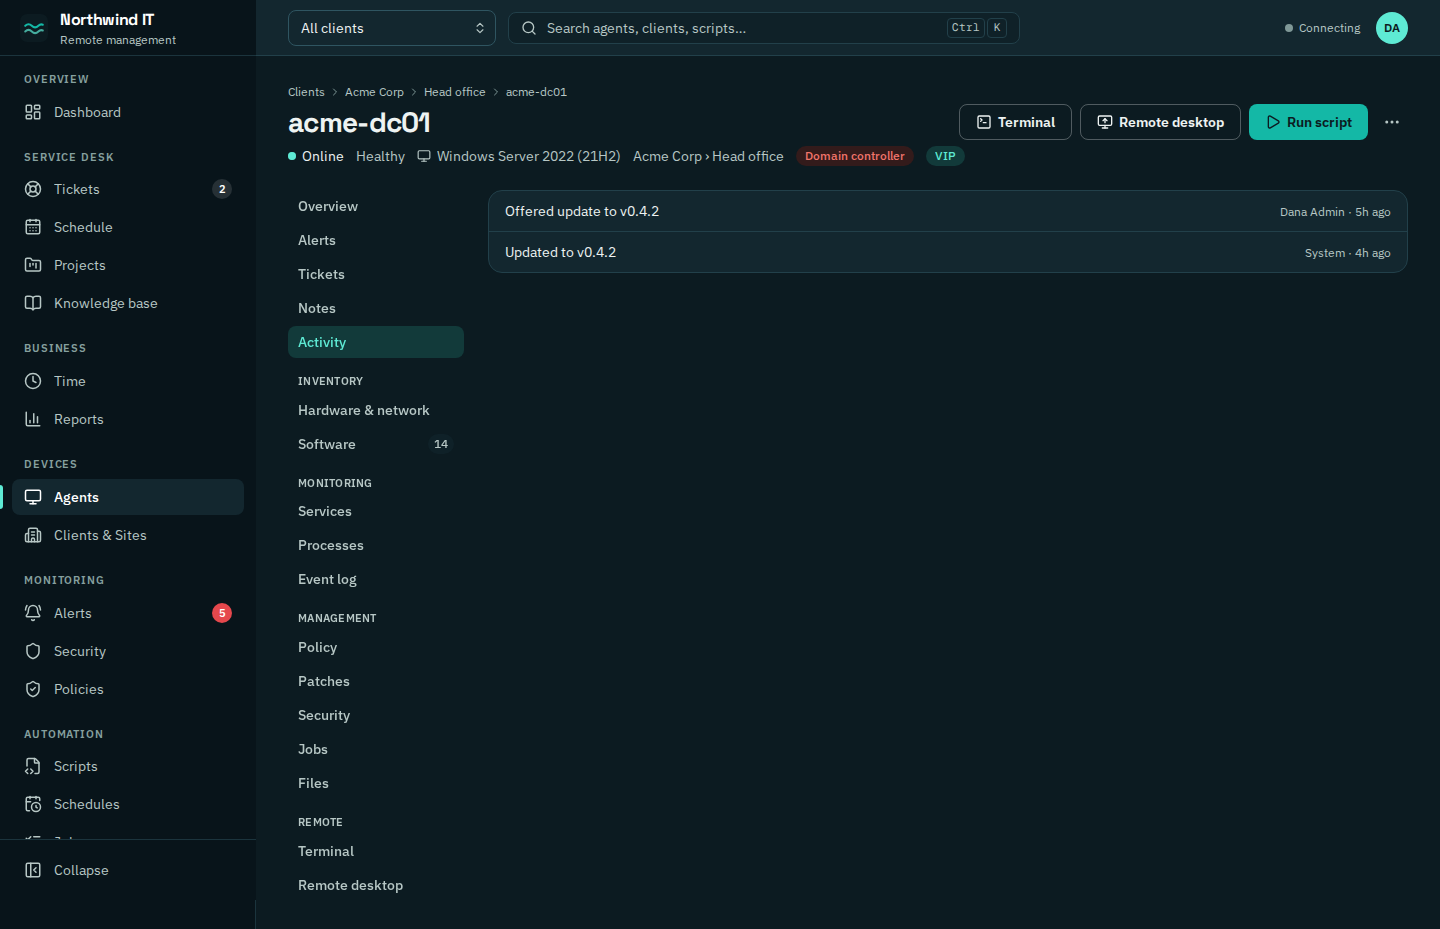 Northwind IT
Remote management
All clients
Search agents, clients, scripts...
Ctrl K
Connecting
DA
OVERVIEW
Dashboard
SERVICE DESK
Tickets 2
Schedule
Projects
Knowledge base
BUSINESS
Time
Reports
DEVICES
Agents
Clients & Sites
MONITORING
Alerts 5
Security
Policies
AUTOMATION
Scripts
Schedules
Collapse
Clients > Acme Corp > Head office > acme-dc01
acme-dc01
Terminal
Remote desktop
Run script
Online Healthy Windows Server 2022 (21H2) Acme Corp › Head office Domain controller VIP
Overview
Alerts
Tickets
Notes
Activity
INVENTORY
Hardware & network
Software 14
MONITORING
Services
Processes
Event log
MANAGEMENT
Policy
Patches
Security
Jobs
Files
REMOTE
Terminal
Remote desktop
Offered update to v0.4.2 Dana Admin · 5h ago
Updated to v0.4.2 System · 4h ago